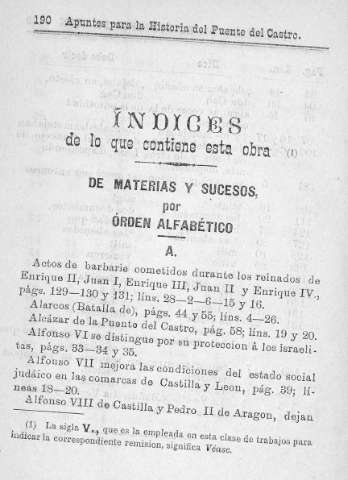 190 Apuntes para la Historia del Puente del Castro.
ÍNDICES
de lo que contiene esta obra (1)
DE MATERIAS Y SUCESOS,
por
ÓRDEN ALFABÉTICO
A.
Actos de barbarie cometidos durante los reinados de
Enrique II, Juan I, Enrique III, Juan II y Enrique IV.,
págs. 129—130 y 131; líns. 28—2—6—15 y 16.
Alarcos (Batalla de), págs. 44 y 55; líns. 4—26.
Alcázar de la Puente del Castro, pág. 58; líns. 19 y 20.
Alfonso VI se distingue por su proteccion á los israeli-
tas, págs. 33—34 y 35.
Alfonso VII mejora las condiciones del estado social
judáico en las comarcas de Castilla y Leon, pág. 39; lí-
neas 18—20.
Alfonso VIII de Castilla y Pedro II de Aragon, dejan
(1) La sigla V., que es la empleada en esta clase de trabajos para
indicar la correspondiente remision, significa Véase.